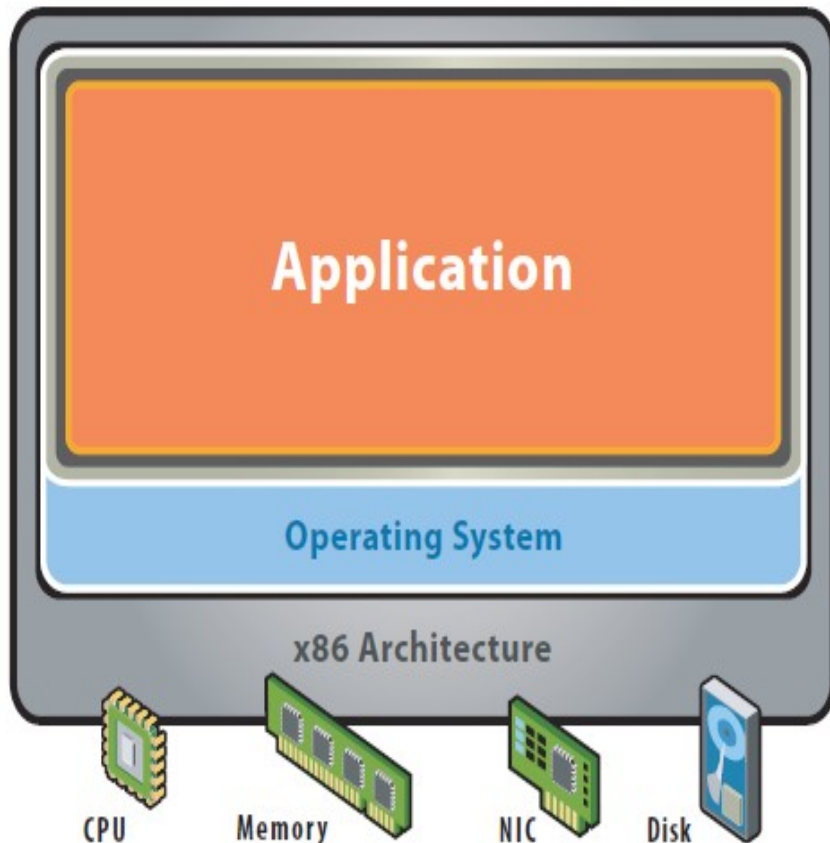 Application
Operating System
x86 Architecture
CPU Memory NIC Disk